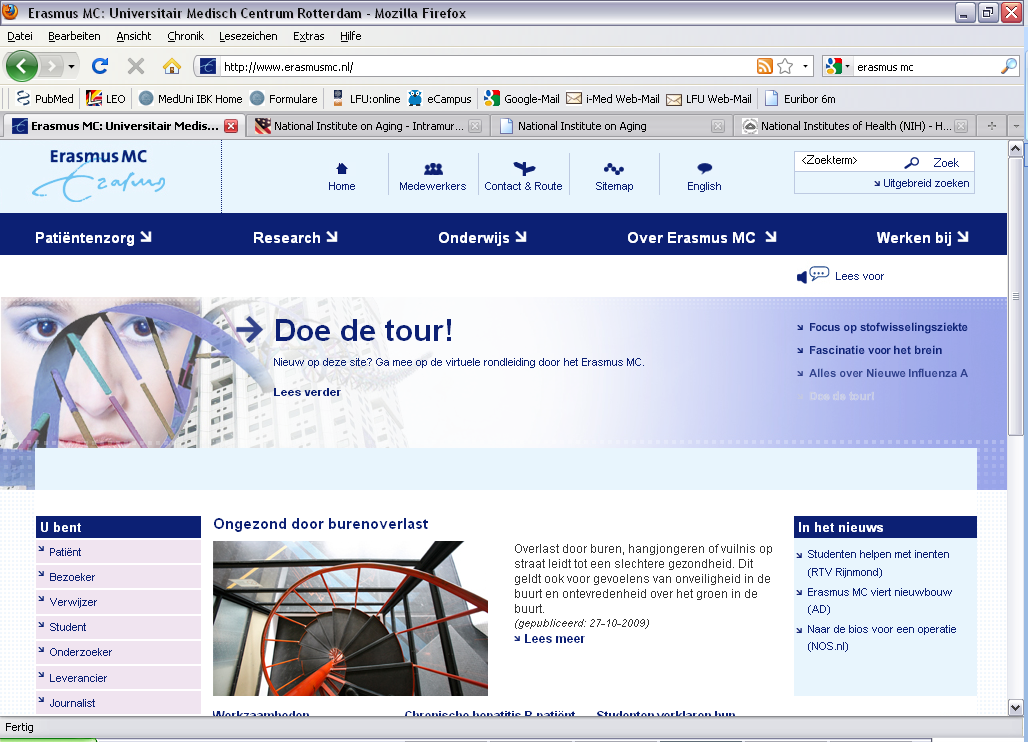 Erasmus MC: Universitair Medisch Centrum Rotterdam - Mozilla Firefox
Datei Bearbeiten Ansicht Chronik Lesezeichen Extras Hilfe
http://www.erasmusmc.nl/ erasmus mc
PubMed LEO MedUni IBK Home Formulare LFU:online eCampus Google-Mail i-Med Web-Mail LFU Web-Mail Euribor 6m
Erasmus MC: Universitair Medis... National Institute on Aging - Intramur... National Institute on Aging National Institutes of Health (NIH) - H...
Erasmus MC
Erasmus
Home Medewerkers Contact & Route Sitemap English
<Zoekterm> Zoek
Uitgebreid zoeken
Patiëntenzorg Research Onderwijs Over Erasmus MC Werken bij
Lees voor
Doe de tour!
Nieuw op deze site? Ga mee op de virtuele rondleiding door het Erasmus MC.
Lees verder
Focus op stofwisselingsziekte
Fascinatie voor het brein
Alles over Nieuwe Influenza A
Doe de tour!
U bent
Patiënt
Bezoeker
Verwijzer
Student
Onderzoeker
Leverancier
Journalist
Ongezond door burenoverlast
Overlast door buren, hangjongeren of vuilnis op
straat leidt tot een slechtere gezondheid. Dit
geldt ook voor gevoelens van onveiligheid in de
buurt en ontevredenheid over het groen in de
buurt.
(gepubliceerd: 27-10-2009)
Lees meer
In het nieuws
Studenten helpen met inenten
(RTV Rijnmond)
Erasmus MC viert nieuwbouw
(AD)
Naar de bios voor een operatie
(NOS.nl)
Werkzaamheden Chronische hepatitis B patiënt Studenten verklaren hun
Fertig